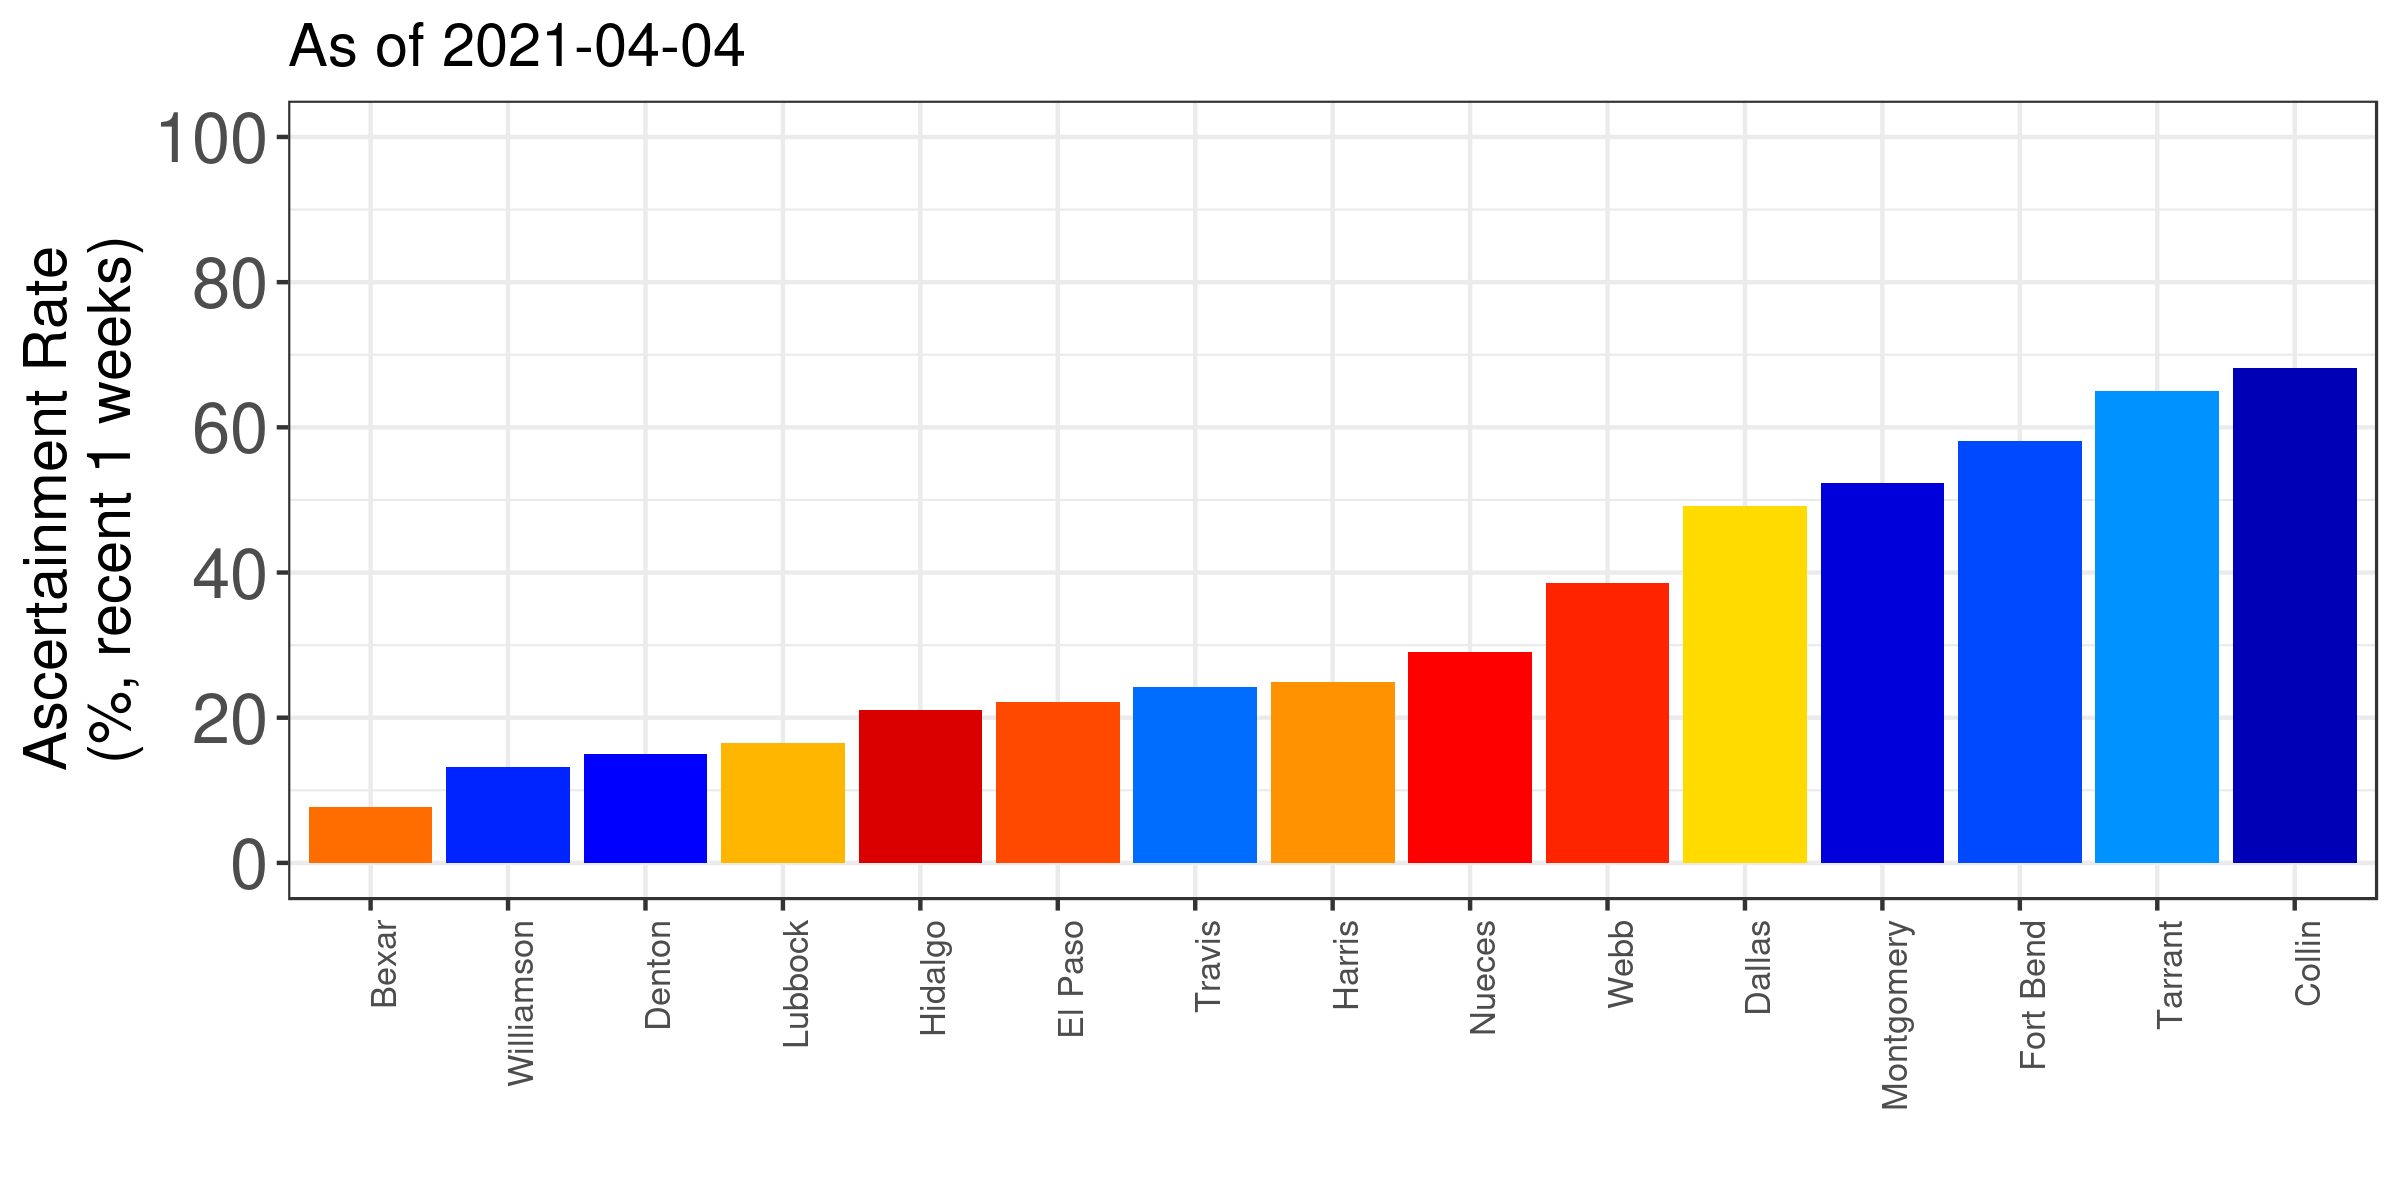 As of 2021-04-04
Ascertainment Rate
(%, recent 1 weeks)
100
80
60
40
20
0
Bexar
Williamson
Denton
Lubbock
Hidalgo
El Paso
Travis
Harris
Nueces
Webb
Dallas
Montgomery
Fort Bend
Tarrant
Collin